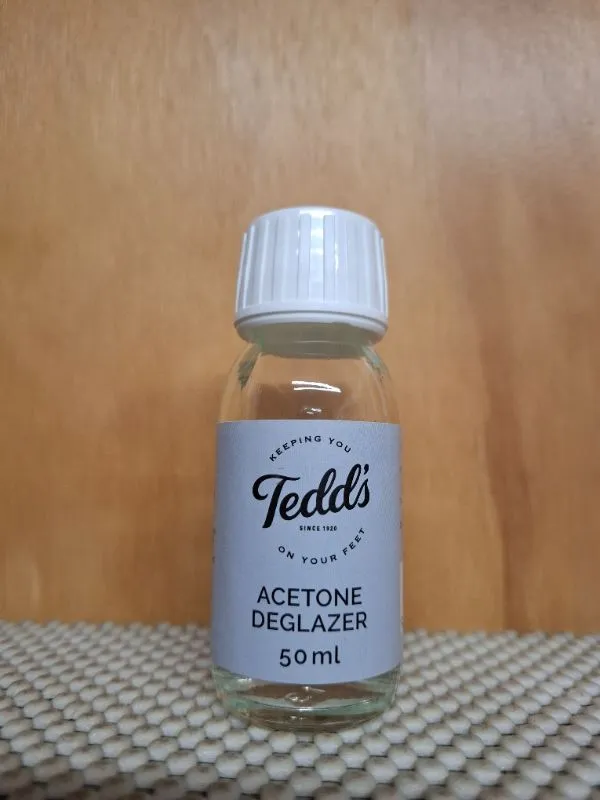 KEEPING YOU
Tedd's
SINCE 1920
ON YOUR FEET
ACETONE
DEGLAZER
50ml